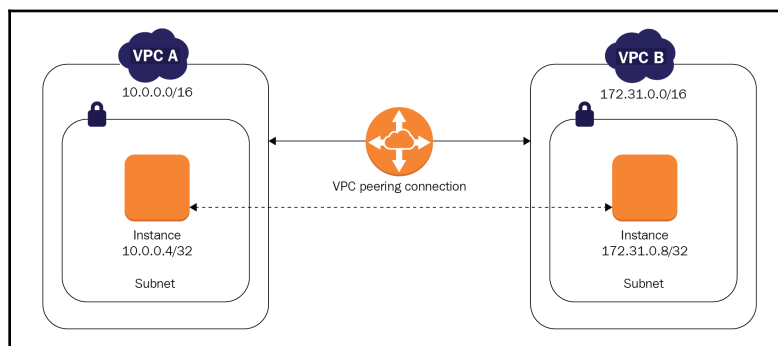 VPC A
10.0.0.0/16
Instance
10.0.0.4/32
Subnet
VPC peering connection
VPC B
172.31.0.0/16
Instance
172.31.0.8/32
Subnet